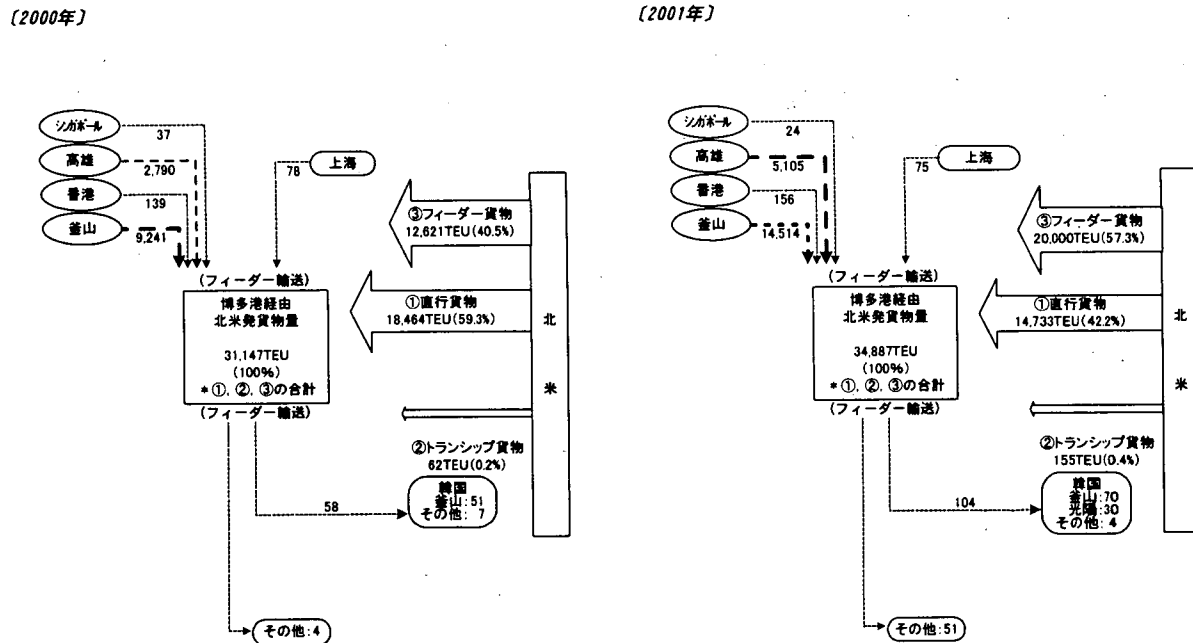 〔2000年〕
シンガポール
37
高雄
2,790
香港
139
釜山
9,241
78
上海
③フィーダー貨物
12,621TEU(40.5%)
(フィーダー輸送)
博多港経由
北米発貨物量
31,147TEU
(100%)
*①, ②, ③の合計
(フィーダー輸送)
①直行貨物
18,464TEU(59.3%)
北
米
②トランシップ貨物
62TEU(0.2%)
58
韓国
釜山:51
その他: 7
その他:4
〔2001年〕
シンガポール
24
高雄
5,105
香港
156
釜山
14,514
75
上海
③フィーダー貨物
20,000TEU(57.3%)
(フィーダー輸送)
博多港経由
北米発貨物量
34,887TEU
(100%)
*①, ②, ③の合計
(フィーダー輸送)
①直行貨物
14,733TEU(42.2%)
北
米
②トランシップ貨物
155TEU(0.4%)
104
韓国
釜山:70
光陽:30
その他: 4
その他:51